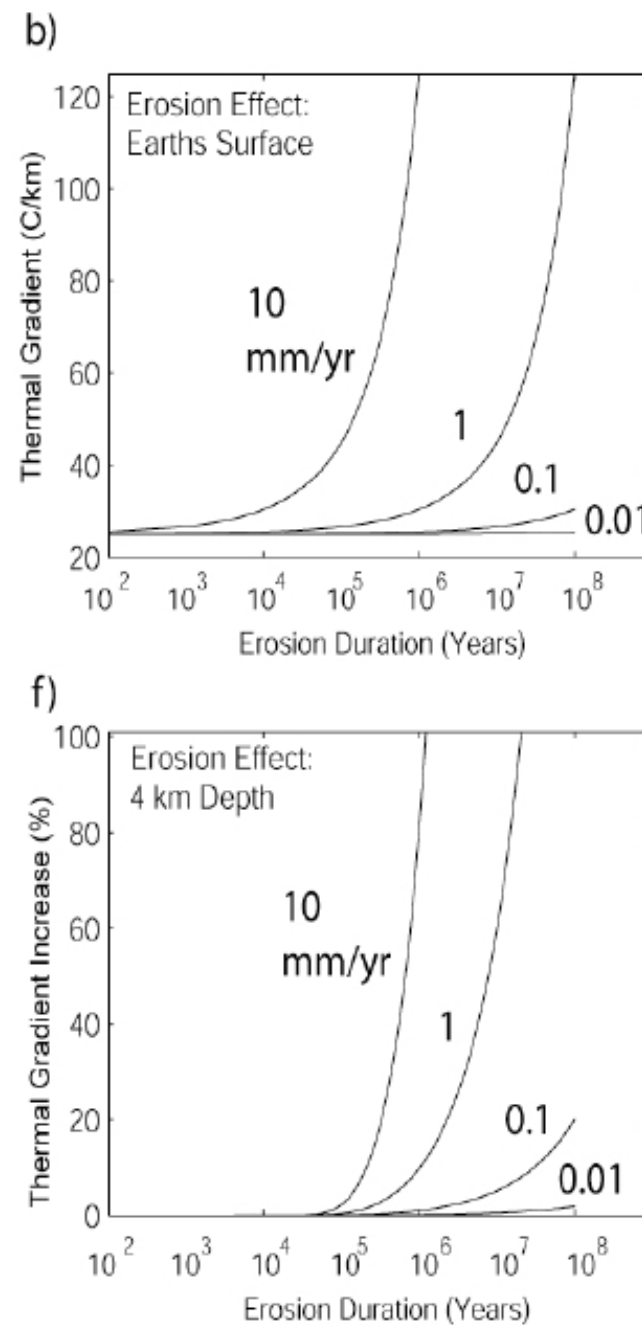 b)
Erosion Effect:
Earths Surface
Thermal Gradient (C/km)
120
100
80
60
40
20
10
mm/yr
1
0.1
0.01
10^2 10^3 10^4 10^5 10^6 10^7 10^8
Erosion Duration (Years)
f)
Erosion Effect:
4 km Depth
Thermal Gradient Increase (%)
100
80
60
40
20
0
10
mm/yr
1
0.1
0.01
10^2 10^3 10^4 10^5 10^6 10^7 10^8
Erosion Duration (Years)